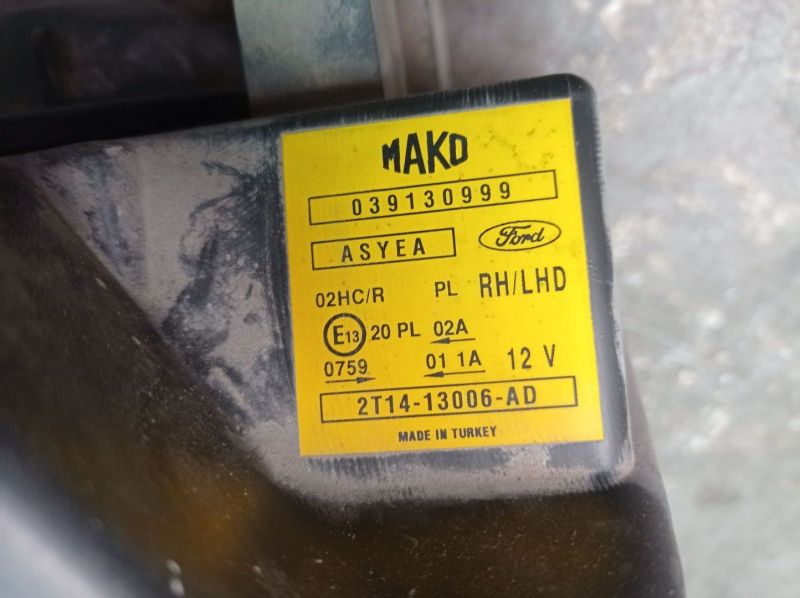 MAKO
039130999
ASYEA Ford
02HC/R PL RH/LHD
E13 20 PL 02A
0759 01 1A 12 V
2T14-13006-AD
MADE IN TURKEY